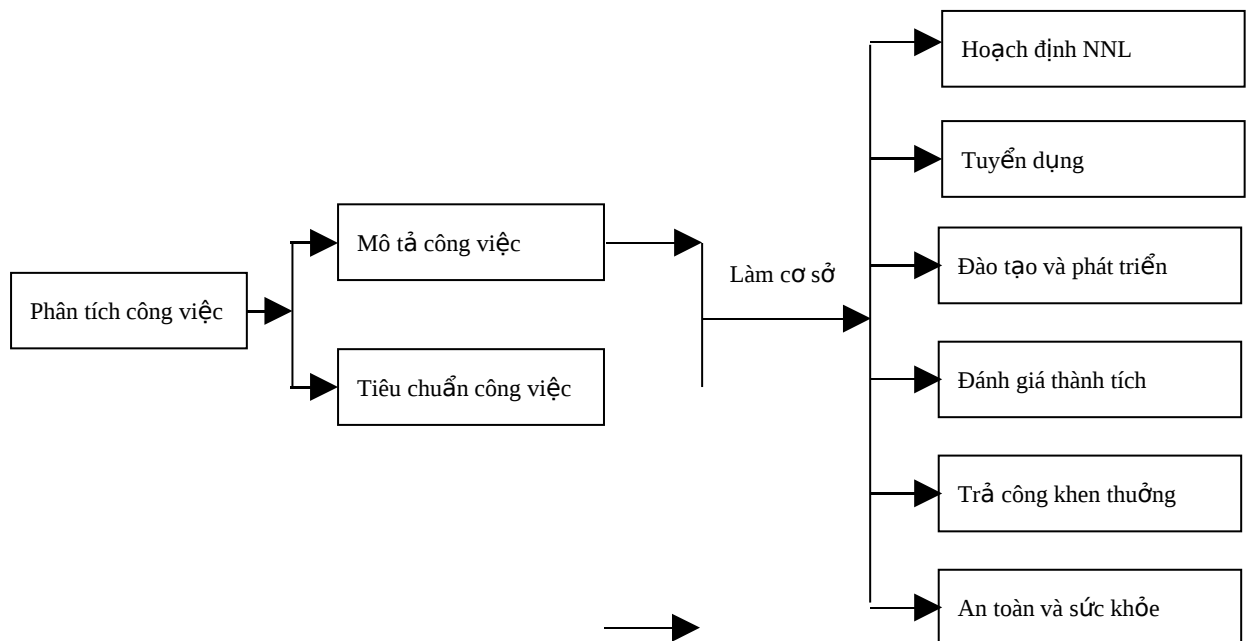 Phân tích công việc
Mô tả công việc
Tiêu chuẩn công việc
Làm cơ sở
Hoạch định NNL
Tuyển dụng
Đào tạo và phát triển
Đánh giá thành tích
Trả công khen thuởng
An toàn và sức khỏe